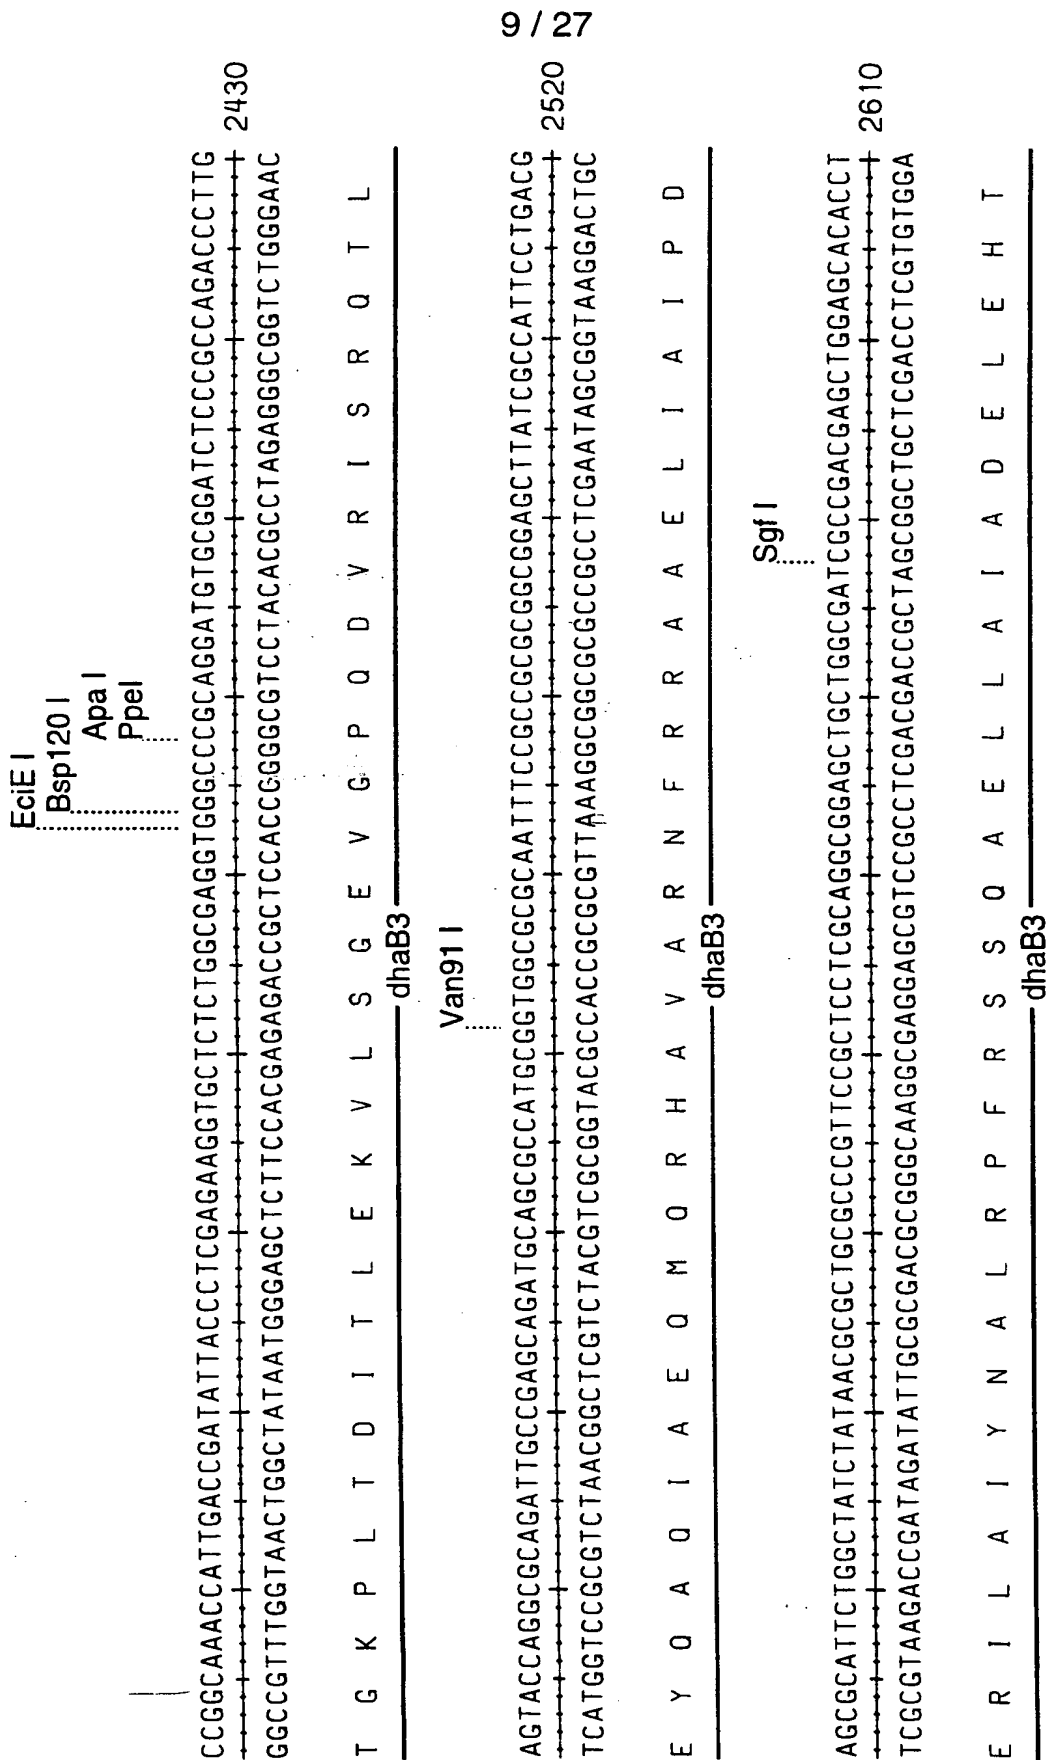 9 / 27
EciE I
Bsp120 I
Apa I
PpeI
CCGGCAAACCATTGACCGATATTACCCTCGAGAAGGTGCTCTCTGGCGAGGTGGGCCCGCAGGATGTGCGGATCTCCCGCCAGACCCTTG
2430
GGCCGTTTGGTAACTGGCTATAATGGGAGCTCTTCCACGAGAGACCGCTCCACCCGGGCGTCCTACACGCCTAGAGGGCGGTCTGGGAAC
T G K P L T D I T L E K V L S G E V G P Q D V R I S R Q T L
dhaB3
Van91 I
AGTACCAGGCGCAGATTGCCGAGCAGATGCAGCGCCATGCGGTGGCGCGCAATTTCCGCCGCGCGGCGGAGCTTATCGCCATTCCTGACG
2520
TCATGGTCCGCGTCTAACGGCTCGTCTACGTCGCGGTACGCCACCGCGCGTTAAAGGCGGCGCGCCGCCTCGAATAGCGGTAAGGACTGC
E Y Q A Q I A E Q M Q R H A V A R N F R R A A E L I A I P D
dhaB3
Sgf I
AGCGCATTCTGGCTATCTATAACGCGCTGCGCCCGTTCCGCTCCTCGCAGGCGGAGCTGCTGGCGATCGCCGACGAGCTGGAGCACACCT
2610
TCGCGTAAGACCGATAGATATTGCGCGACGCGGGCAAGGCGAGGAGCGTCCGCCTCGACGACCGCTAGCGGCTGCTCGACCTCGTGTGGA
E R I L A I Y N A L R P F R S S Q A E L L A I A D E L E H T
dhaB3